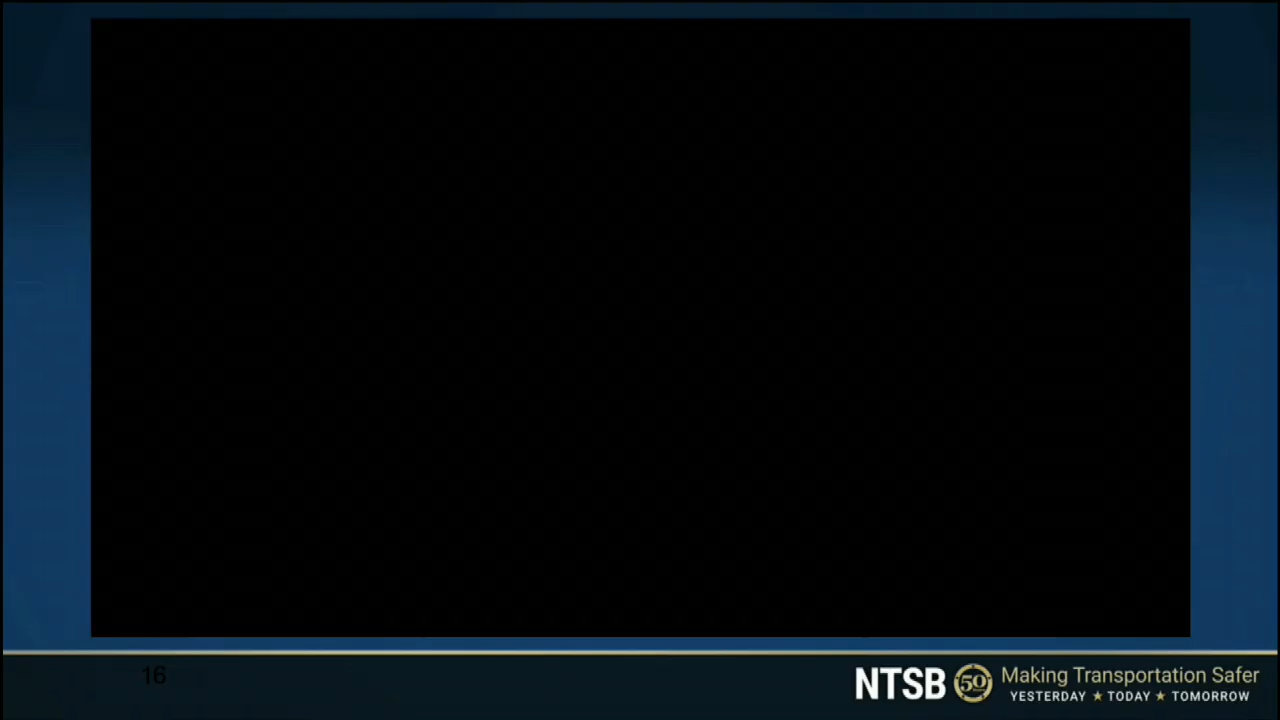 16
NTSB
50
Making Transportation Safer
YESTERDAY ★ TODAY ★ TOMORROW